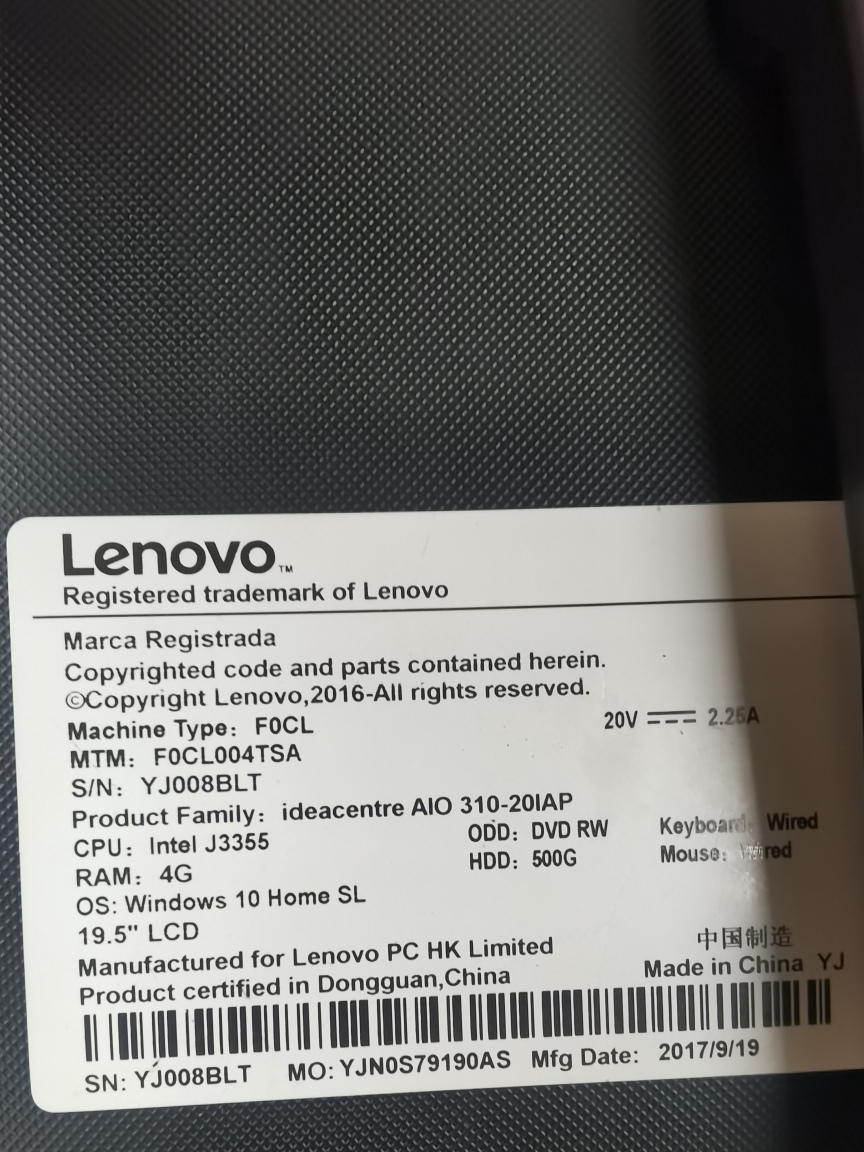 Lenovo™
Registered trademark of Lenovo
Marca Registrada
Copyrighted code and parts contained herein.
©Copyright Lenovo,2016-All rights reserved.
Machine Type: F0CL
20V 2.25A
MTM: F0CL004TSA
S/N: YJ008BLT
Product Family: ideacentre AIO 310-20IAP
CPU: Intel J3355 ODD: DVD RW Keyboard: Wired
RAM: 4G HDD: 500G Mouse: Wired
OS: Windows 10 Home SL
19.5" LCD
Manufactured for Lenovo PC HK Limited
中国制造
Product certified in Dongguan,China
Made in China YJ
SN: YJ008BLT MO: YJN0S79190AS Mfg Date: 2017/9/19